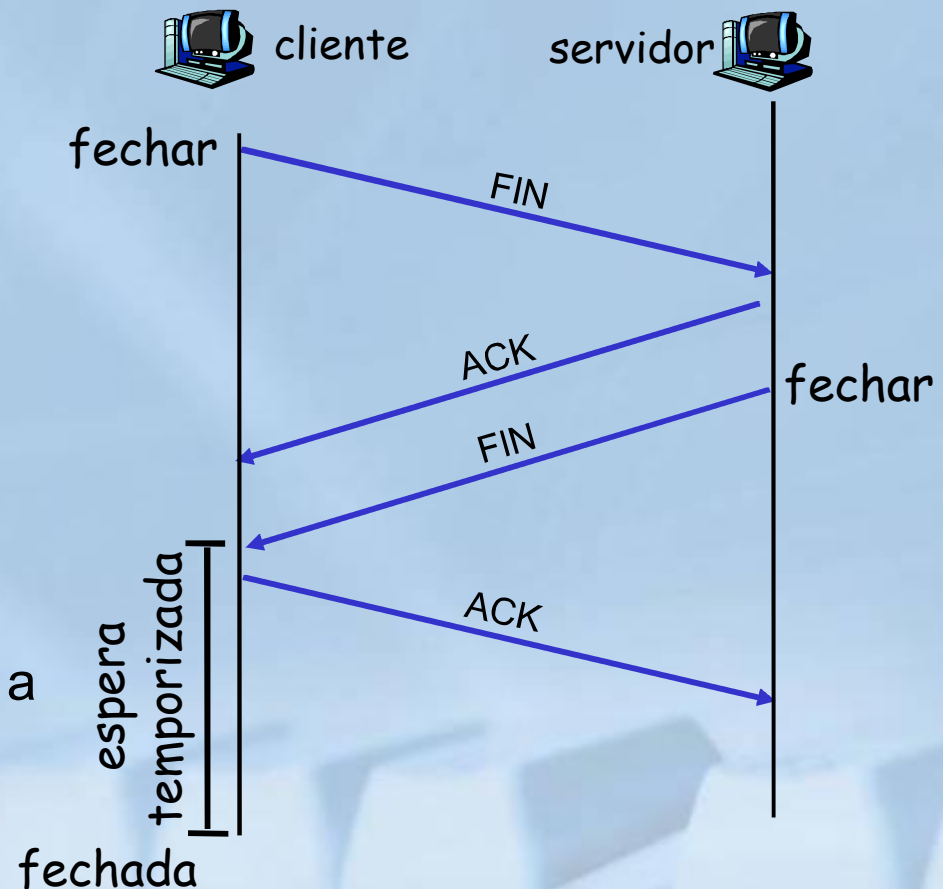 cliente
servidor
fechar
FIN
ACK
fechar
FIN
espera
temporizada
ACK
a
fechada